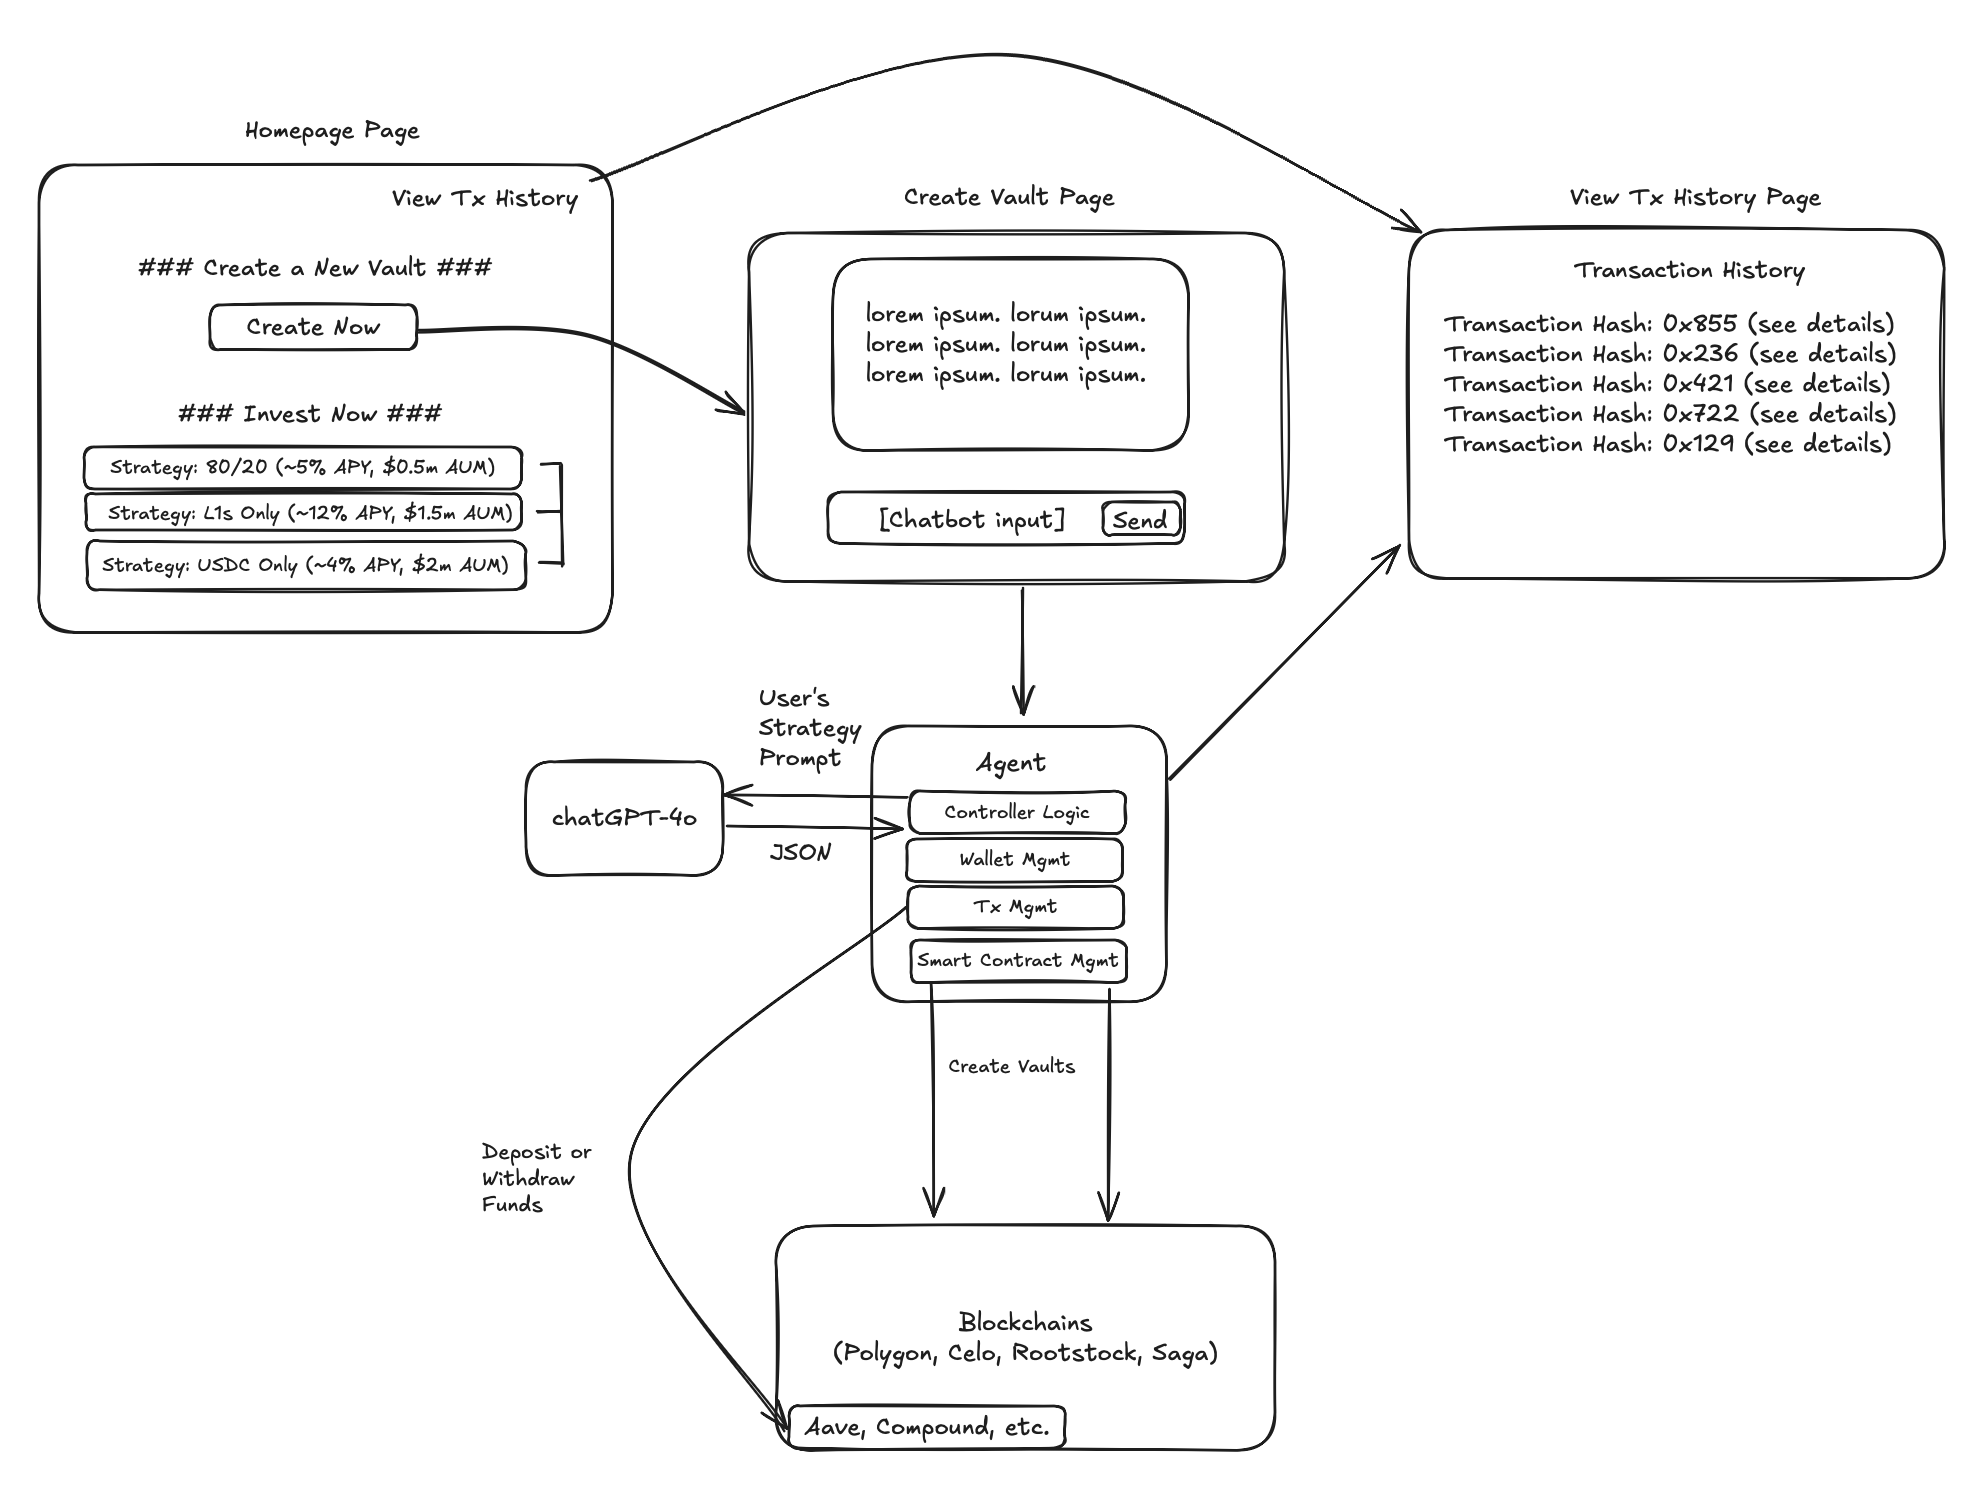 Homepage Page
View Tx History
### Create a New Vault ###
Create Now
### Invest Now ###
Strategy: 80/20 (~5% APY, $0.5m AUM)
Strategy: L1s Only (~12% APY, $1.5m AUM)
Strategy: USDC Only (~4% APY, $2m AUM)
Create Vault Page
lorem ipsum. lorum ipsum.
lorem ipsum. lorum ipsum.
lorem ipsum. lorum ipsum.
[Chatbot input]
Send
View Tx History Page
Transaction History
Transaction Hash: 0x855 (see details)
Transaction Hash: 0x236 (see details)
Transaction Hash: 0x421 (see details)
Transaction Hash: 0x722 (see details)
Transaction Hash: 0x129 (see details)
User's
Strategy
Prompt
chatGPT-4o
JSON
Agent
Controller Logic
Wallet Mgmt
Tx Mgmt
Smart Contract Mgmt
Create Vaults
Deposit or
Withdraw
Funds
Blockchains
(Polygon, Celo, Rootstock, Saga)
Aave, Compound, etc.